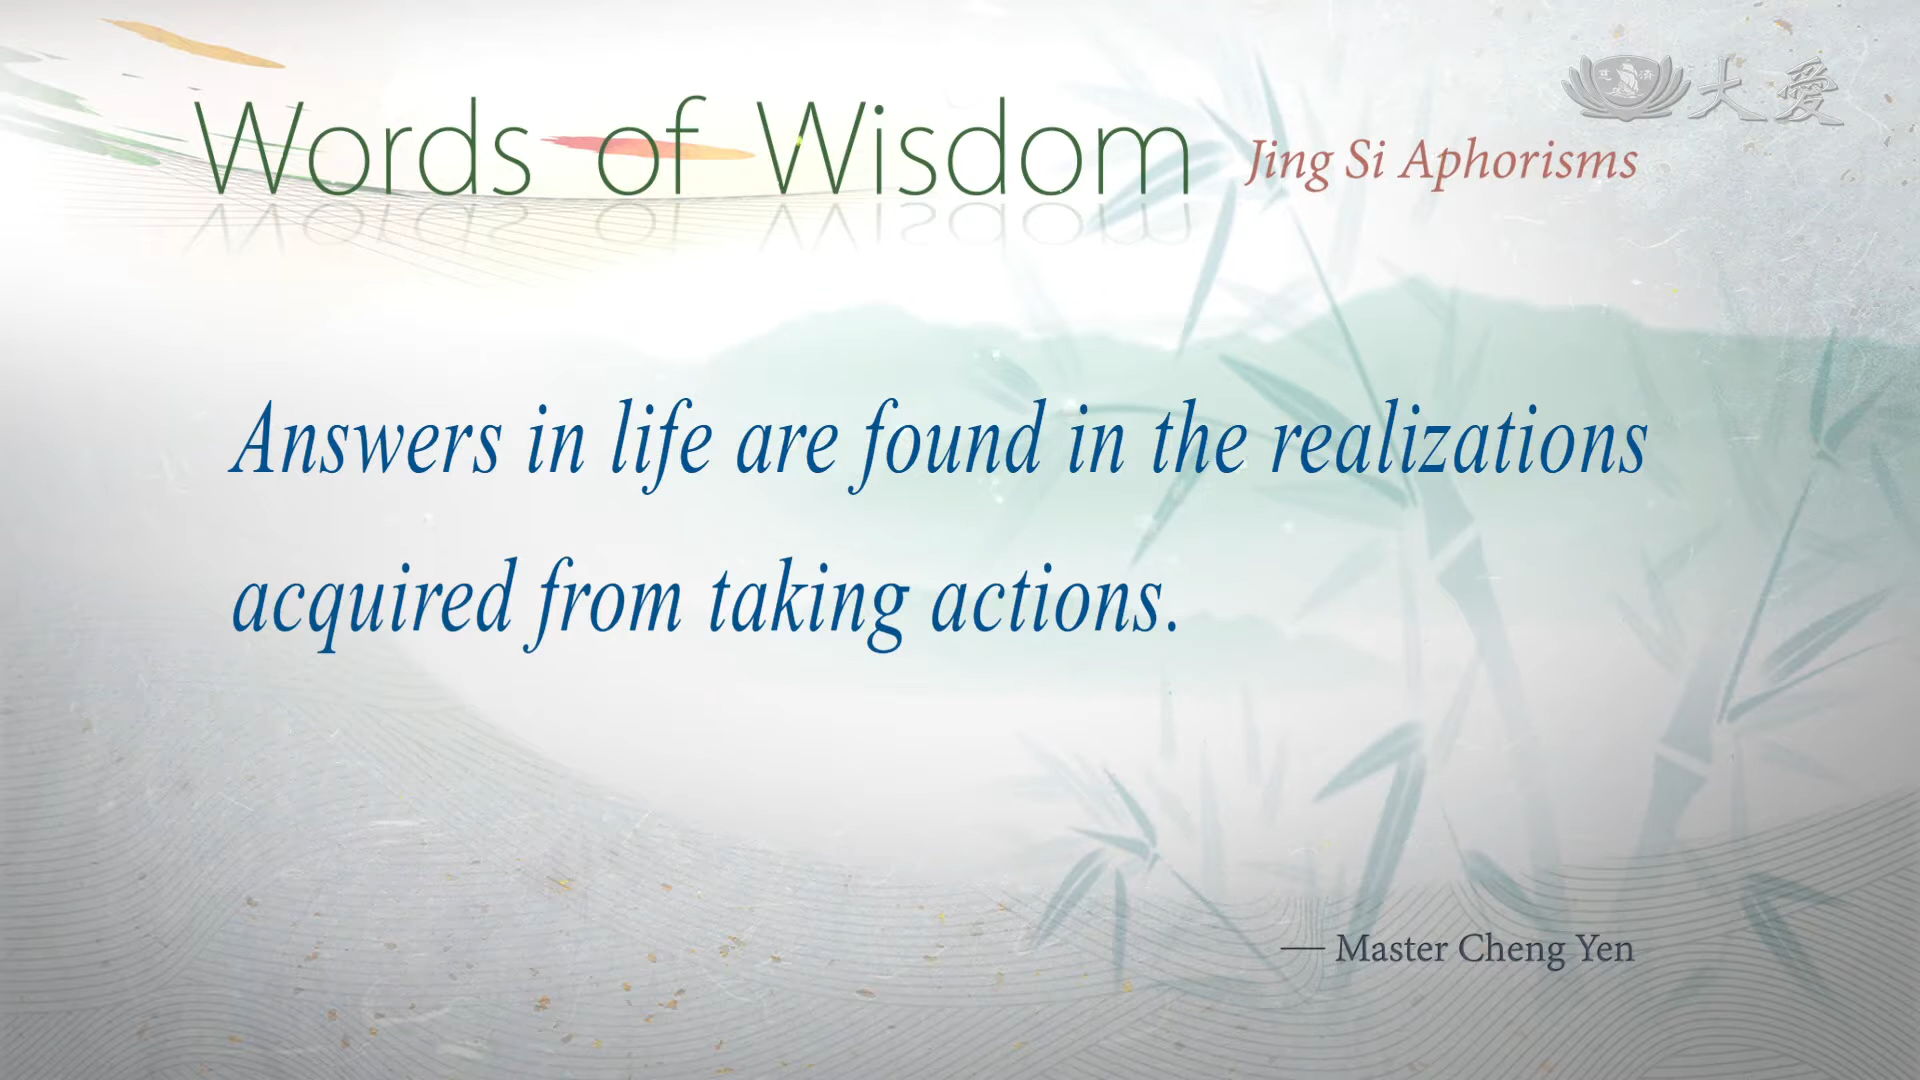 大愛
Words of Wisdom
Jing Si Aphorisms
Answers in life are found in the realizations
acquired from taking actions.
— Master Cheng Yen